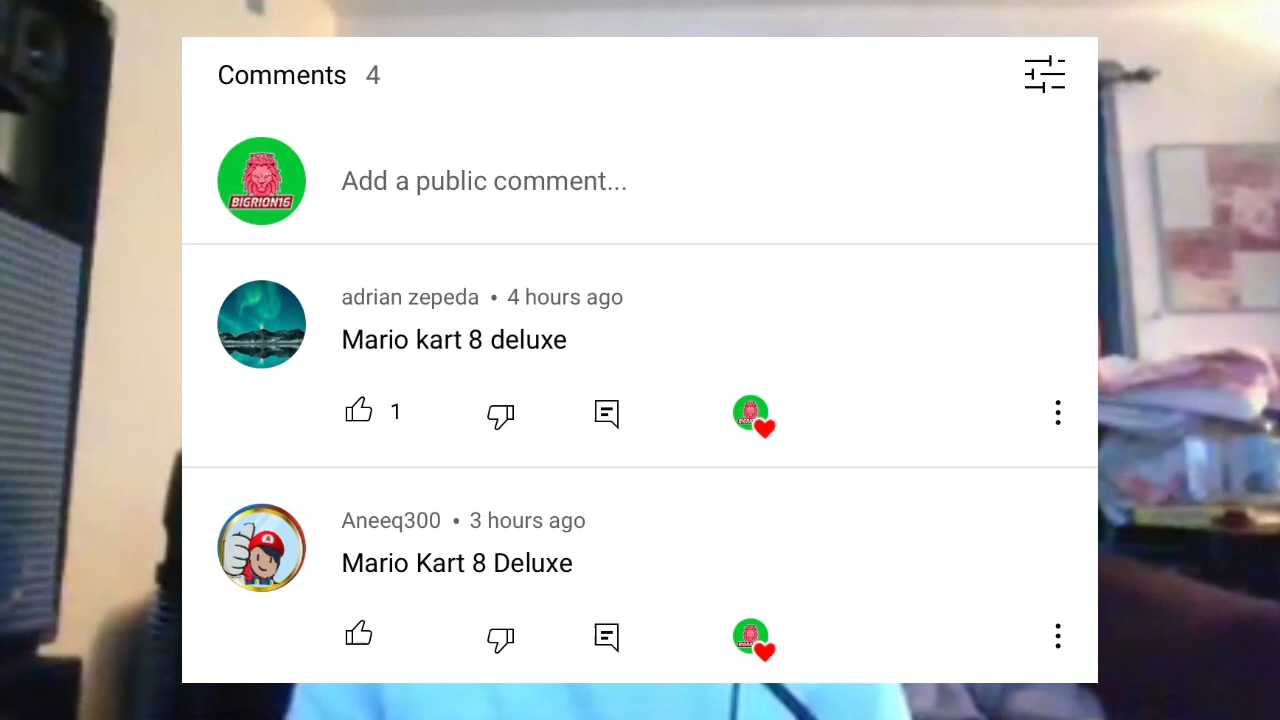 Comments 4
BIGRION16
Add a public comment...
adrian zepeda • 4 hours ago
Mario kart 8 deluxe
1
Aneeq300 • 3 hours ago
A
Mario Kart 8 Deluxe